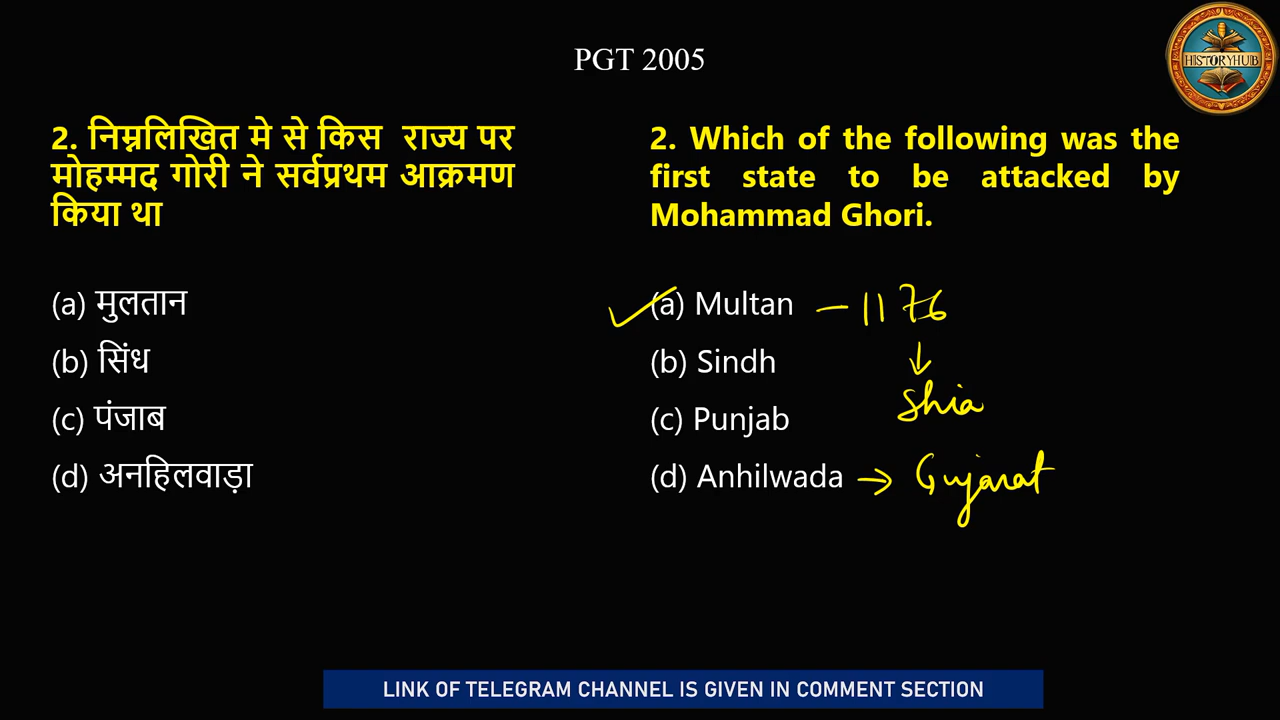 PGT 2005
HISTORYHUB
2. निम्नलिखित मे से किस राज्य पर
मोहम्मद गोरी ने सर्वप्रथम आक्रमण
किया था
(a) मुलतान
(b) सिंध
(c) पंजाब
(d) अनहिलवाड़ा
2. Which of the following was the
first state to be attacked by
Mohammad Ghori.
(a) Multan – 1176
Shia
(b) Sindh
(c) Punjab
(d) Anhilwada → Gujarat
LINK OF TELEGRAM CHANNEL IS GIVEN IN COMMENT SECTION